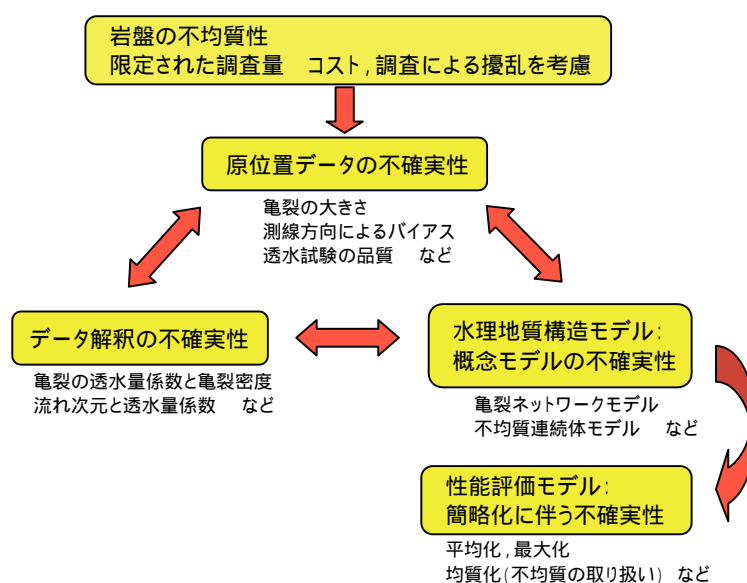 岩盤の不均質性
限定された調査量　コスト，調査による擾乱を考慮
原位置データの不確実性
亀裂の大きさ
測線方向によるバイアス
透水試験の品質　など
データ解釈の不確実性
亀裂の透水量係数と亀裂密度
流れ次元と透水量係数　など
水理地質構造モデル：
概念モデルの不確実性
亀裂ネットワークモデル
不均質連続体モデル　など
性能評価モデル：
簡略化に伴う不確実性
平均化，最大化
均質化(不均質の取り扱い)　など